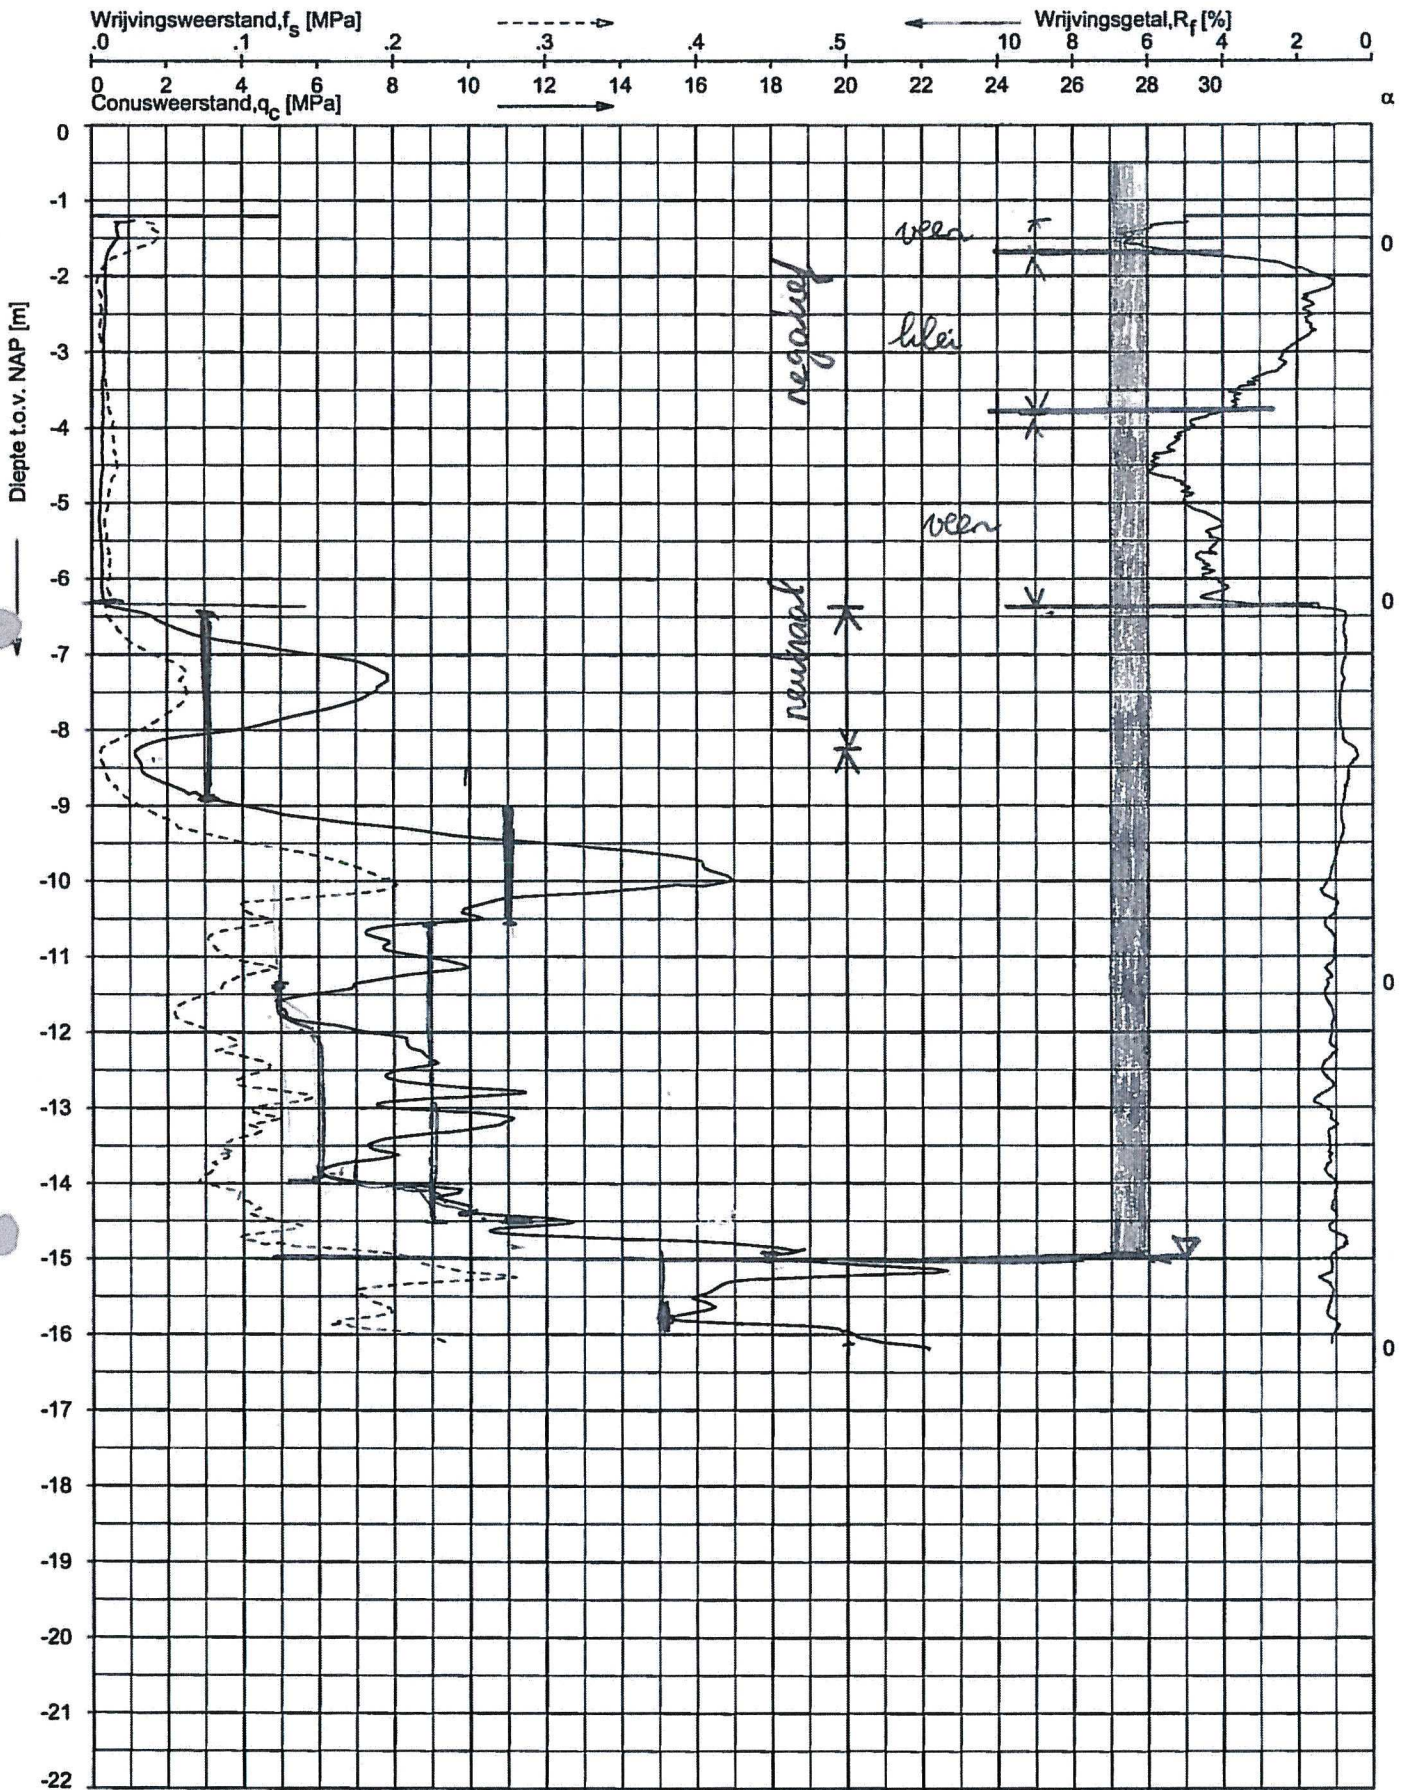 Wrijvingsweerstand,fs [MPa]
Wrijvingsgetal,Rf [%]
.0 .1 .2 .3 .4 .5 10 8 6 4 2 0
0 2 4 6 8 10 12 14 16 18 20 22 24 26 28 30
Conusweerstand,qc [MPa]
α
Diepte t.o.v. NAP [m]
0
-1
veen
0
-2
negatief
-3
klei
-4
-5
veen
-6
0
neutraal
-7
-8
-9
-10
-11
0
-12
-13
-14
-15
-16
0
-17
-18
-19
-20
-21
-22